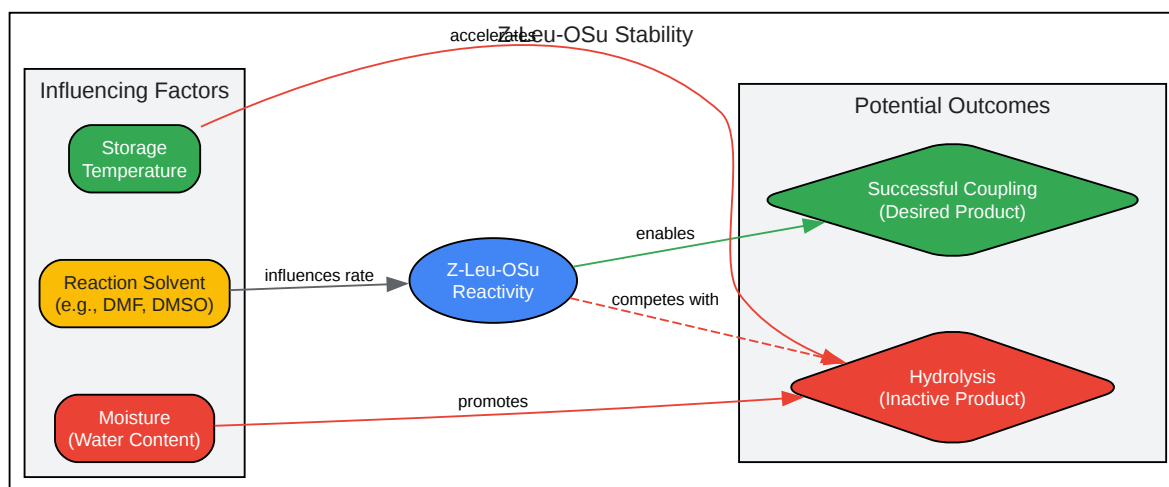 Z-Leu-OSu Stability
accelerates
Influencing Factors
Storage
Temperature
Reaction Solvent
(e.g., DMF, DMSO)
Moisture
(Water Content)
influences rate
Z-Leu-OSu
Reactivity
enables
competes with
promotes
Potential Outcomes
Successful Coupling
(Desired Product)
Hydrolysis
(Inactive Product)